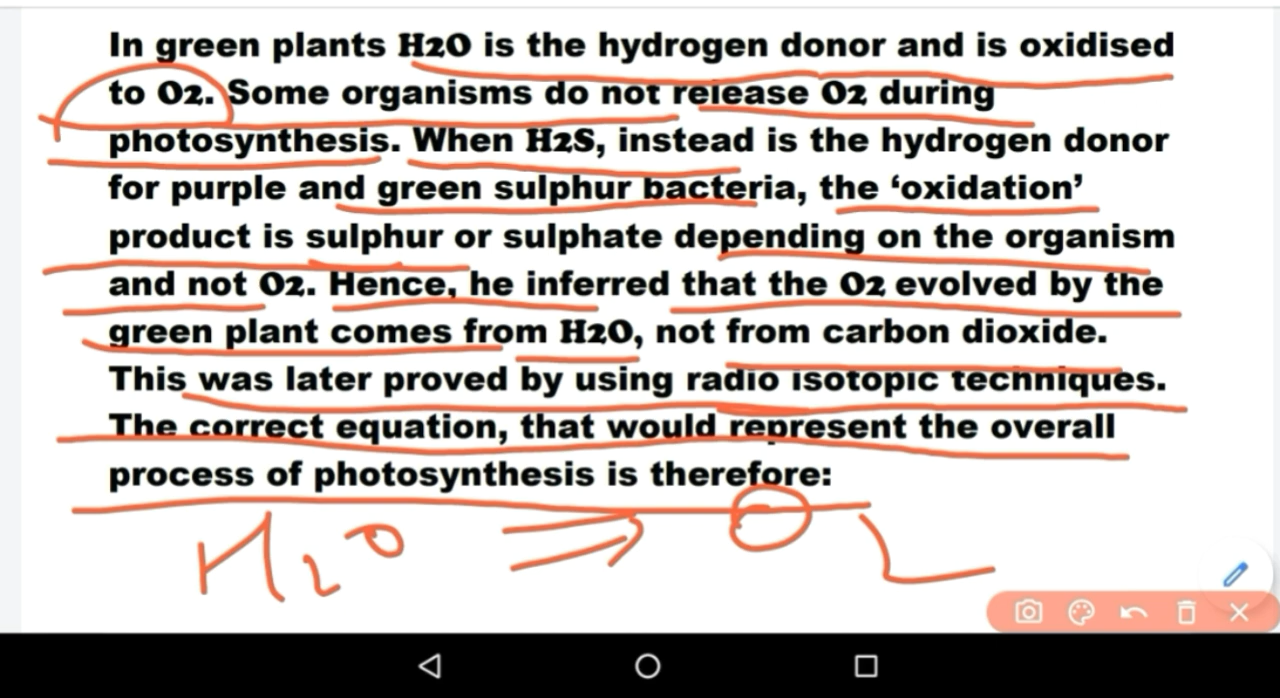 In green plants H2O is the hydrogen donor and is oxidised
to O2. Some organisms do not release O2 during
photosynthesis. When H2S, instead is the hydrogen donor
for purple and green sulphur bacteria, the ‘oxidation’
product is sulphur or sulphate depending on the organism
and not O2. Hence, he inferred that the O2 evolved by the
green plant comes from H2O, not from carbon dioxide.
This was later proved by using radio isotopic techniques.
The correct equation, that would represent the overall
process of photosynthesis is therefore:
H2O ⇒ O2